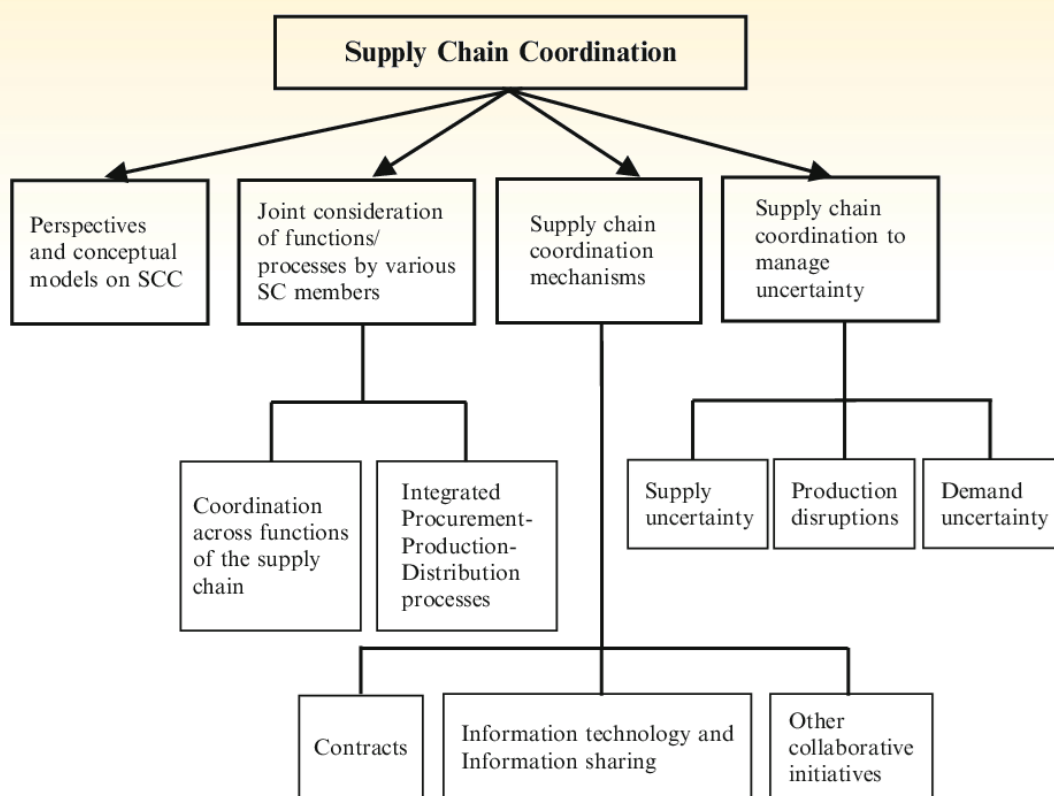 Supply Chain Coordination
Perspectives
and conceptual
models on SCC
Joint consideration
of functions/
processes by various
SC members
Supply chain
coordination
mechanisms
Supply chain
coordination to
manage
uncertainty
Coordination
across functions
of the supply
chain
Integrated
Procurement-
Production-
Distribution
processes
Supply
uncertainty
Production
disruptions
Demand
uncertainty
Contracts
Information technology and
Information sharing
Other
collaborative
initiatives